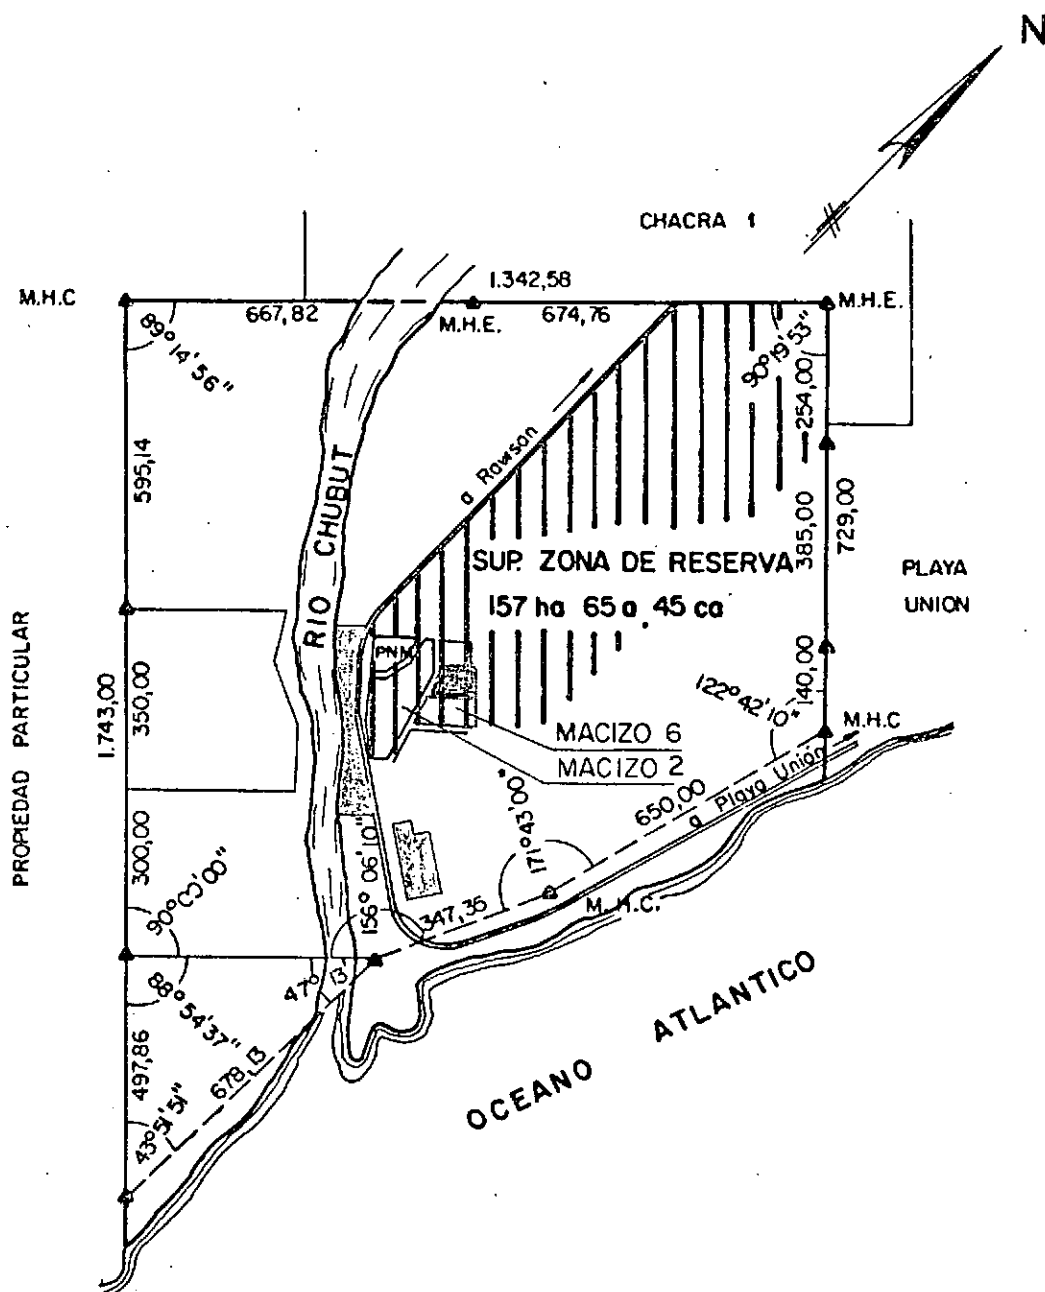 N
CHACRA 1
M.H.C
1.342,58
M.H.E.
667,82
M.H.E.
674,76
89°14'56"
90°19'53"
254,00
595,14
RIO CHUBUT
a Rawson
385,00
729,00
SUP. ZONA DE RESERVA
157 ha 65 a 45 ca
PLAYA
UNION
PROPIEDAD PARTICULAR
1.743,00
350,00
PNM
140,00
122°42'10"
M.H.C
MACIZO 6
MACIZO 2
650,00
a Playa Unión
171°43'00"
300,00
90°00'00"
156° 06'10"
347,35
M.H.C.
47° 13'
88°54'37"
497,86
678,13
43°51'51"
OCEANO ATLANTICO